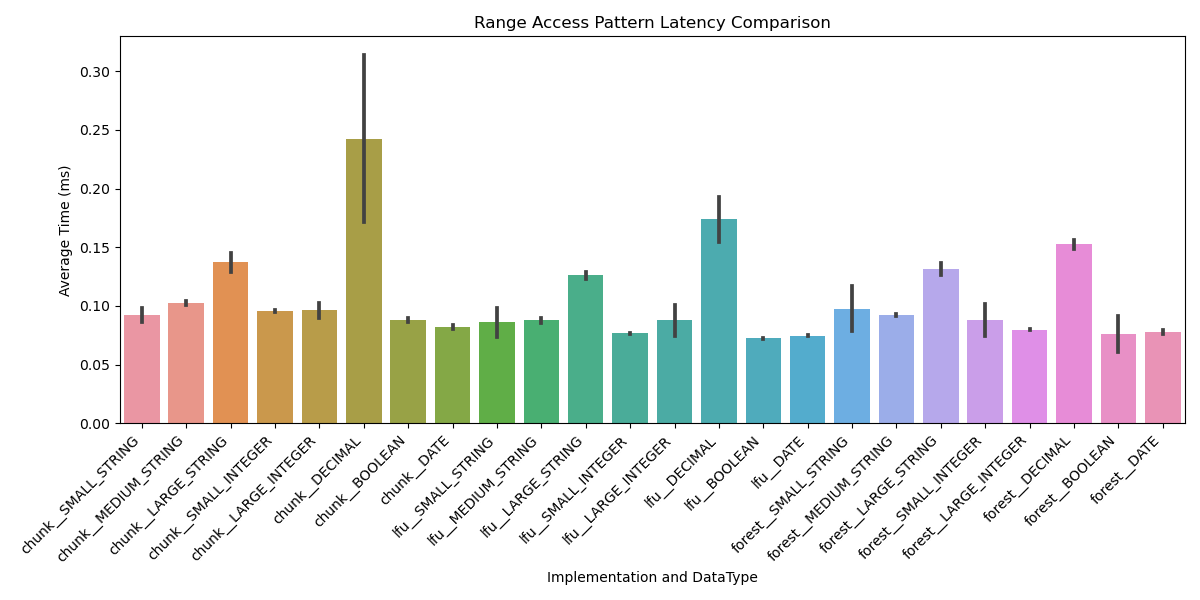 Range Access Pattern Latency Comparison
Average Time (ms)
0.30
0.25
0.20
0.15
0.10
0.05
0.00
chunk__SMALL_STRING
chunk__MEDIUM_STRING
chunk__LARGE_STRING
chunk__SMALL_INTEGER
chunk__LARGE_INTEGER
chunk__DECIMAL
chunk__BOOLEAN
chunk__DATE
lfu__SMALL_STRING
lfu__MEDIUM_STRING
lfu__LARGE_STRING
lfu__SMALL_INTEGER
lfu__LARGE_INTEGER
lfu__DECIMAL
lfu__BOOLEAN
lfu__DATE
forest__SMALL_STRING
forest__MEDIUM_STRING
forest__LARGE_STRING
forest__SMALL_INTEGER
forest__LARGE_INTEGER
forest__DECIMAL
forest__BOOLEAN
forest__DATE
Implementation and DataType